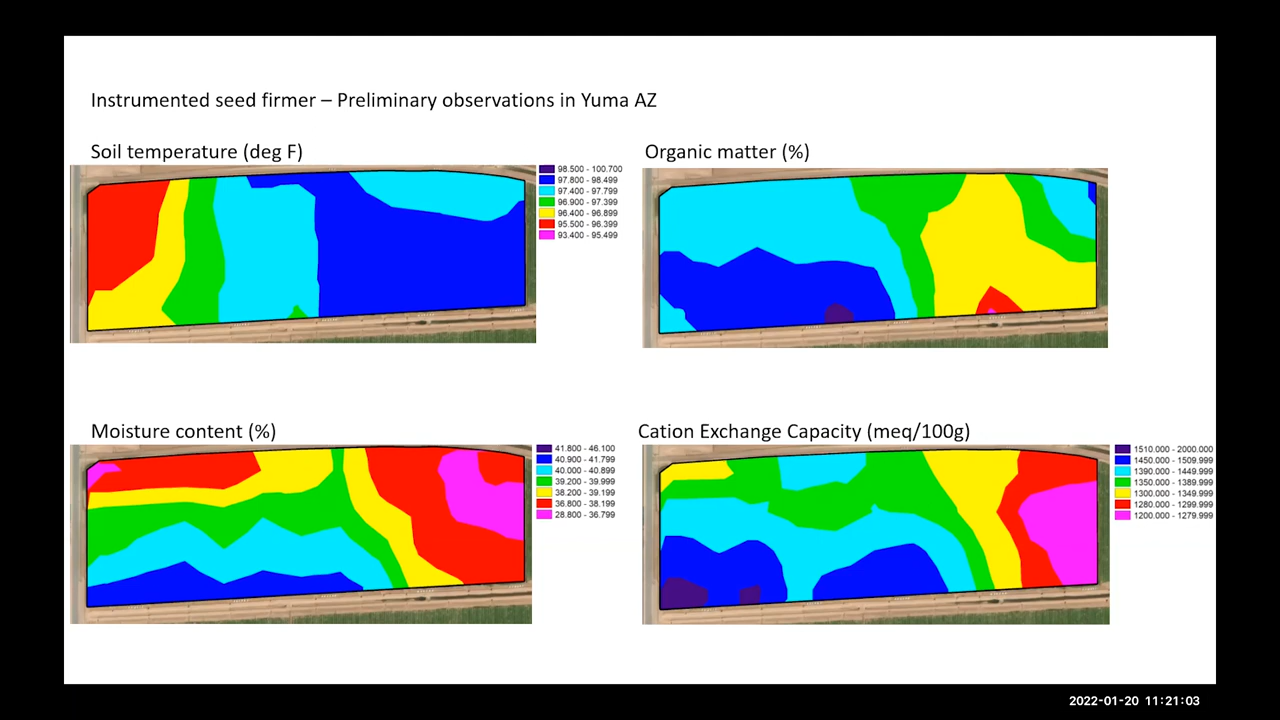 Instrumented seed firmer – Preliminary observations in Yuma AZ
Soil temperature (deg F)
98.500 - 100.700
97.800 - 98.499
97.400 - 97.799
96.900 - 97.399
96.400 - 96.899
95.500 - 96.399
93.400 - 95.499
Organic matter (%)
Moisture content (%)
41.800 - 46.100
40.900 - 41.799
40.000 - 40.899
39.200 - 39.999
38.200 - 39.199
36.800 - 38.199
28.800 - 36.799
Cation Exchange Capacity (meq/100g)
1510.000 - 2000.000
1450.000 - 1509.999
1390.000 - 1449.999
1350.000 - 1389.999
1300.000 - 1349.999
1280.000 - 1299.999
1200.000 - 1279.999
2022-01-20 11:21:03